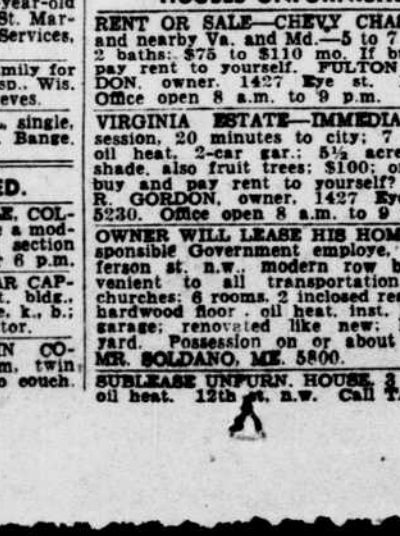 year-old
St. Mar-
Services,
mily for
sp., Wis.
eves.
single,
Bange.
ED.
E, COL-
e a mod-
section
r 6 p.m.
AR CAP-
t. bldg.,
e, k., b.;
tor.
IN CO-
m, twin
o couch.
RENT OR SALE—CHEVY CHA
and nearby Va. and Md.—5 to 7
2 baths: $75 to $110 mo. If b
pay rent to yourself. FULTON
DON, owner. 1427 Eye st.
Office open 8 a.m. to 9 p.m.
VIRGINIA ESTATE—IMMEDIA
session, 20 minutes to city; 7
oil heat, 2-car gar.; 5½ acre
shade, also fruit trees; $100; o
buy and pay rent to yourself?
R. GORDON, owner, 1427 Eye
5230. Office open 8 a.m. to 9
OWNER WILL LEASE HIS HOM
sponsible Government employe,
ferson st. n.w., modern row b
venient to all transportation
churches; 6 rooms, 2 inclosed re
hardwood floor, oil heat, inst.
garage; renovated like new;
yard. Possession on or about
MR. SOLDANO, ME. 5800.
SUBLEASE UNFURN. HOUSE, 3
oil heat. 12th st. n.w. Call T